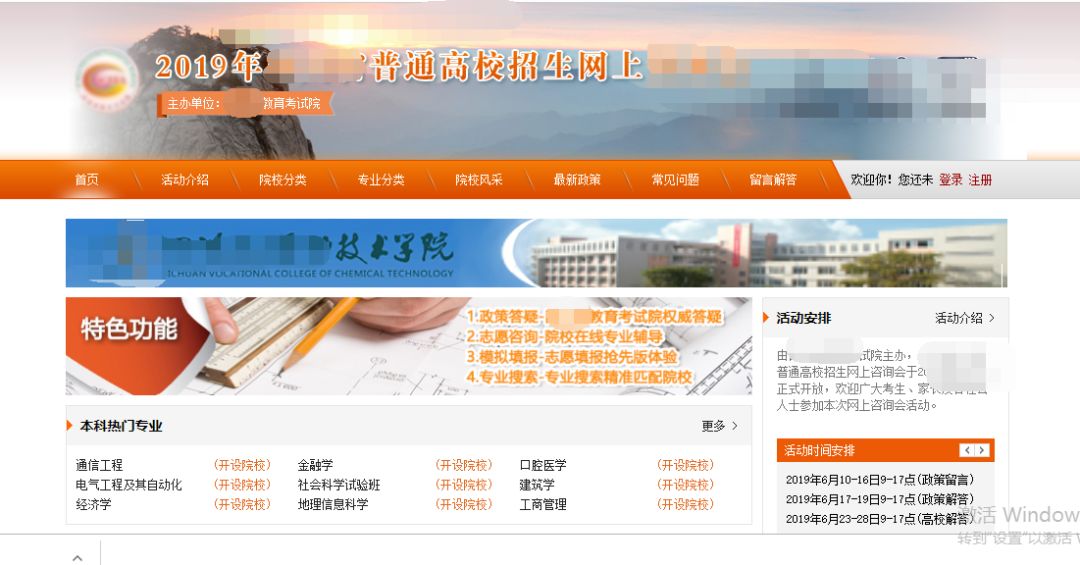 2019年
普通高校招生网上
主办单位：
教育考试院
首页
活动介绍
院校分类
专业分类
院校风采
最新政策
常见问题
留言解答
欢迎你！您还未 登录 注册
技术学院
ICHUAN VOCATIONAL COLLEGE OF CHEMICAL TECHNOLOGY
特色功能
1.政策答疑-
教育考试院权威答疑
2.志愿咨询-院校在线专业辅导
3.模拟填报-志愿填报抢先版体验
4.专业搜索-专业搜索精准匹配院校
活动安排
活动介绍 >
由
试院主办，
普通高校招生网上咨询会于20
正式开放，欢迎广大考生、家
人士参加本次网上咨询会活动。
本科热门专业
更多 >
通信工程 (开设院校) 金融学 (开设院校) 口腔医学 (开设院校)
电气工程及其自动化 (开设院校) 社会科学试验班 (开设院校) 建筑学 (开设院校)
经济学 (开设院校) 地理信息科学 (开设院校) 工商管理 (开设院校)
活动时间安排
2019年6月10-16日9-17点(政策留言)
2019年6月17-19日9-17点(政策解答)
2019年6月23-28日9-17点(高校解答)
激活 Window
转到"设置"以激活 W